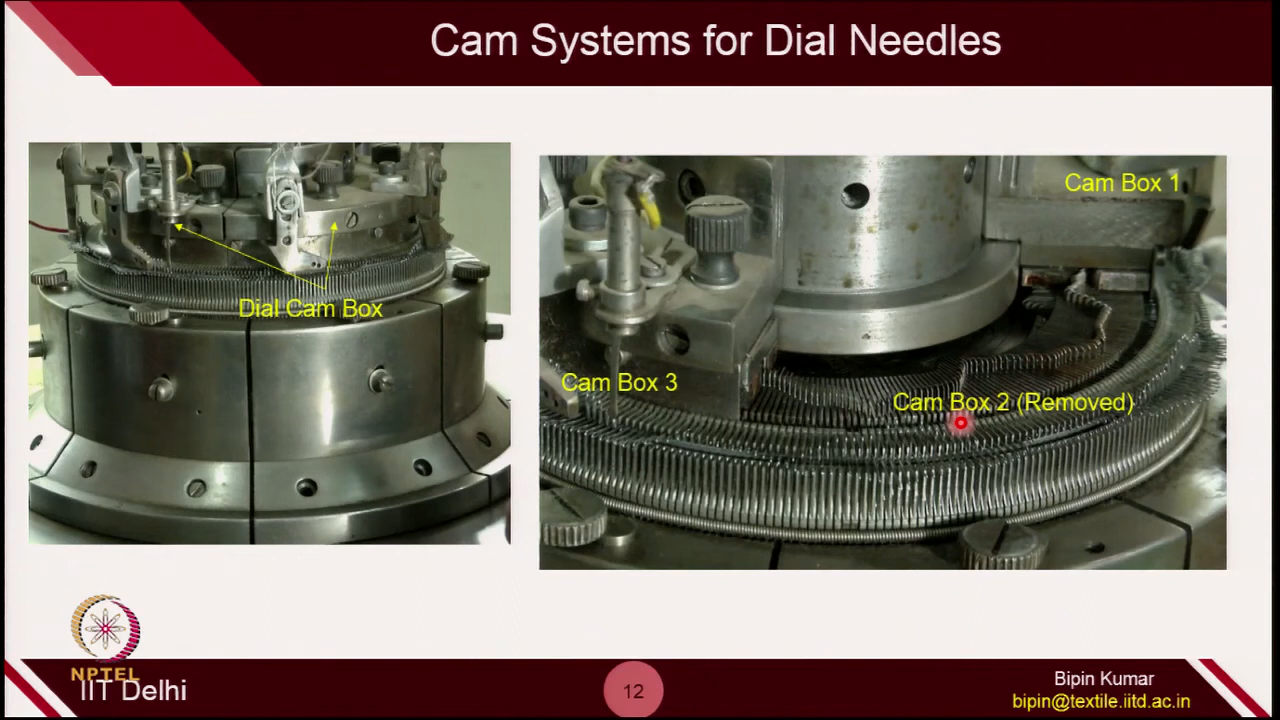 Cam Systems for Dial Needles
Dial Cam Box
Cam Box 1
Cam Box 3
Cam Box 2 (Removed)
NPTEL
IIT Delhi
12
Bipin Kumar
bipin@textile.iitd.ac.in